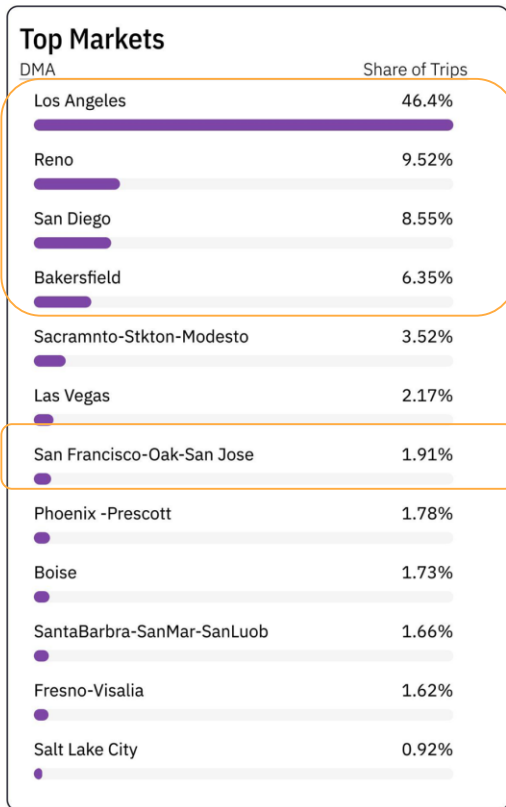 Top Markets
DMA Share of Trips
Los Angeles 46.4%
Reno 9.52%
San Diego 8.55%
Bakersfield 6.35%
Sacramnto-Stkton-Modesto 3.52%
Las Vegas 2.17%
San Francisco-Oak-San Jose 1.91%
Phoenix -Prescott 1.78%
Boise 1.73%
SantaBarbra-SanMar-SanLuob 1.66%
Fresno-Visalia 1.62%
Salt Lake City 0.92%